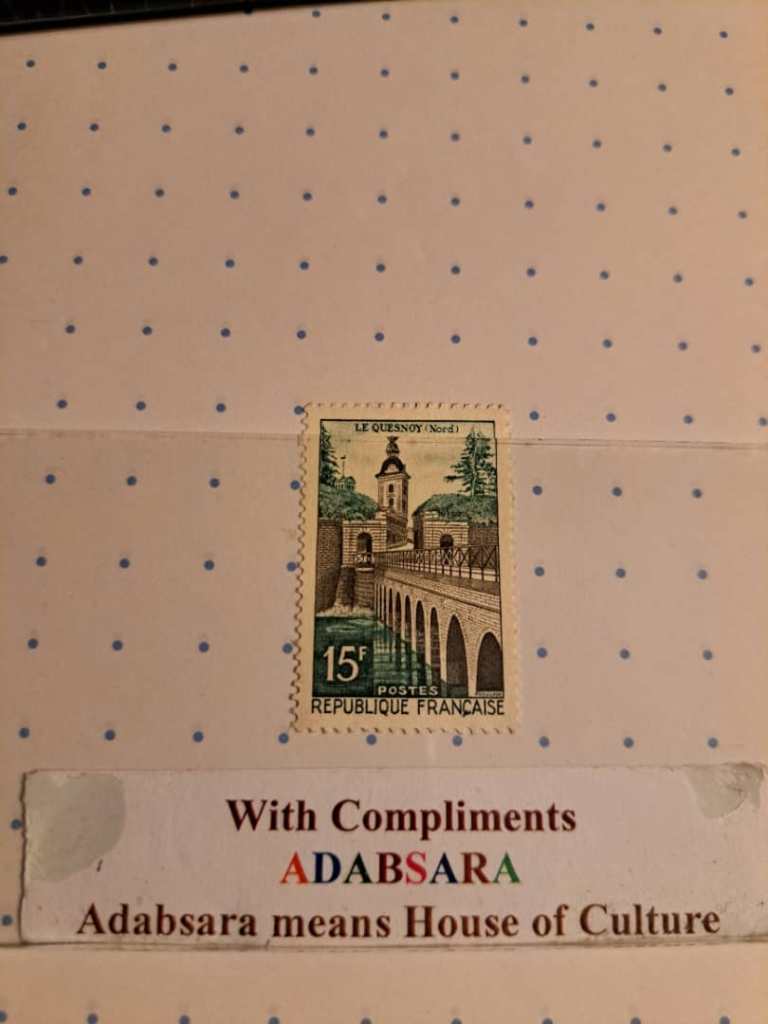 LE QUESNOY (Nord)
15F
POSTES
REPUBLIQUE FRANÇAISE
With Compliments
ADABSARA
Adabsara means House of Culture